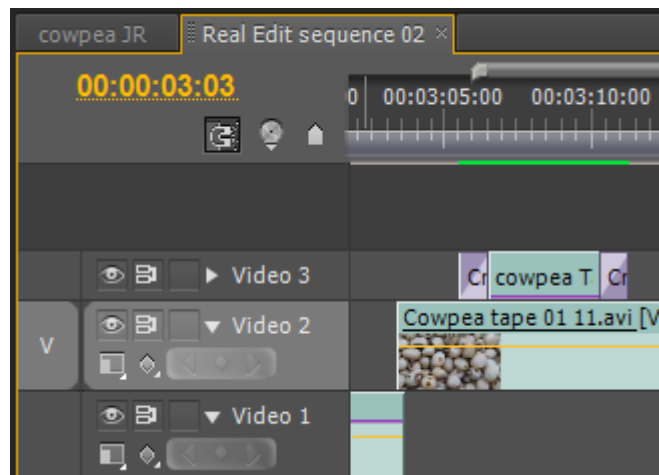 cowpea JR
Real Edit sequence 02 ×
00:00:03:03
0 00:03:05:00 00:03:10:00
Video 3
Cr cowpea T Cr
V
Video 2
Cowpea tape 01 11.avi [V
Video 1